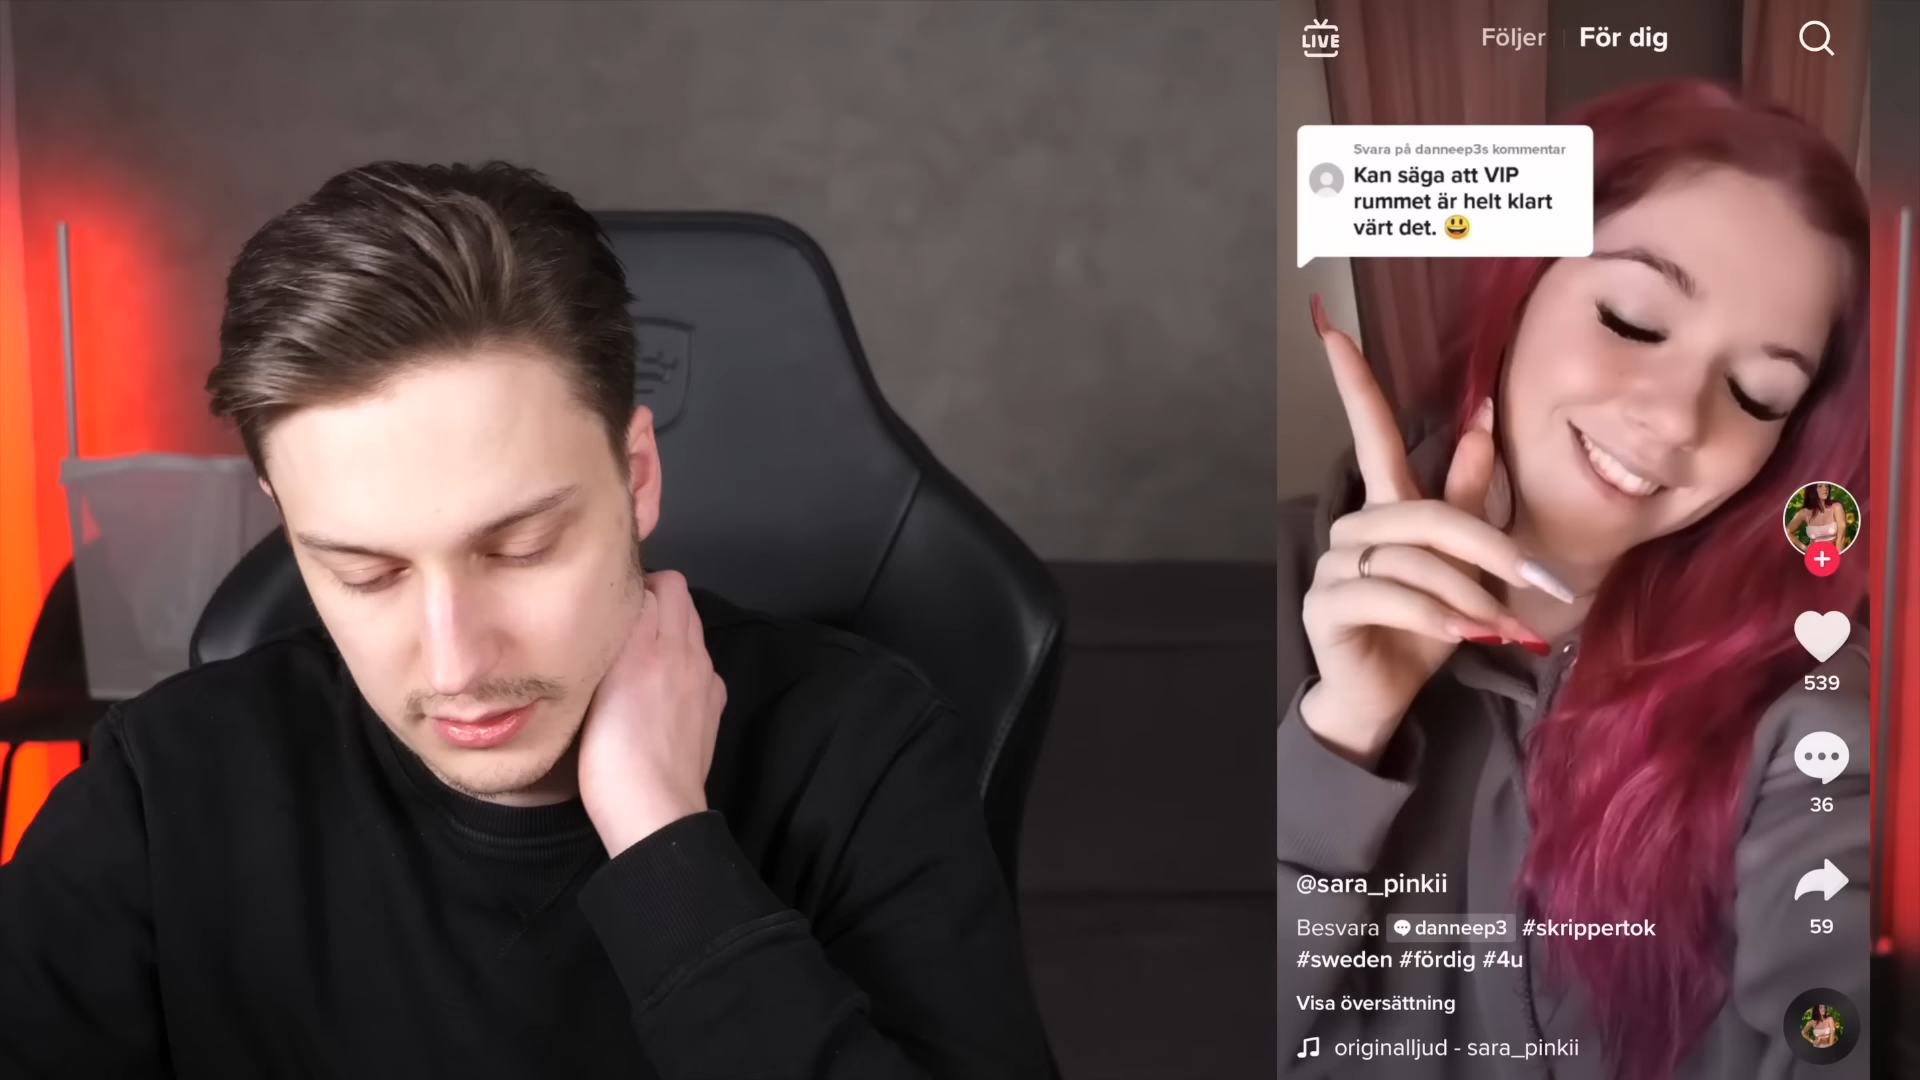 LIVE
Följer
För dig
Svara på danneep3s kommentar
Kan säga att VIP
rummet är helt klart
värt det. 😃
539
36
59
@sara_pinkii
Besvara danneep3 #skrippertok
#sweden #fördig #4u
Visa översättning
originalljud - sara_pinkii